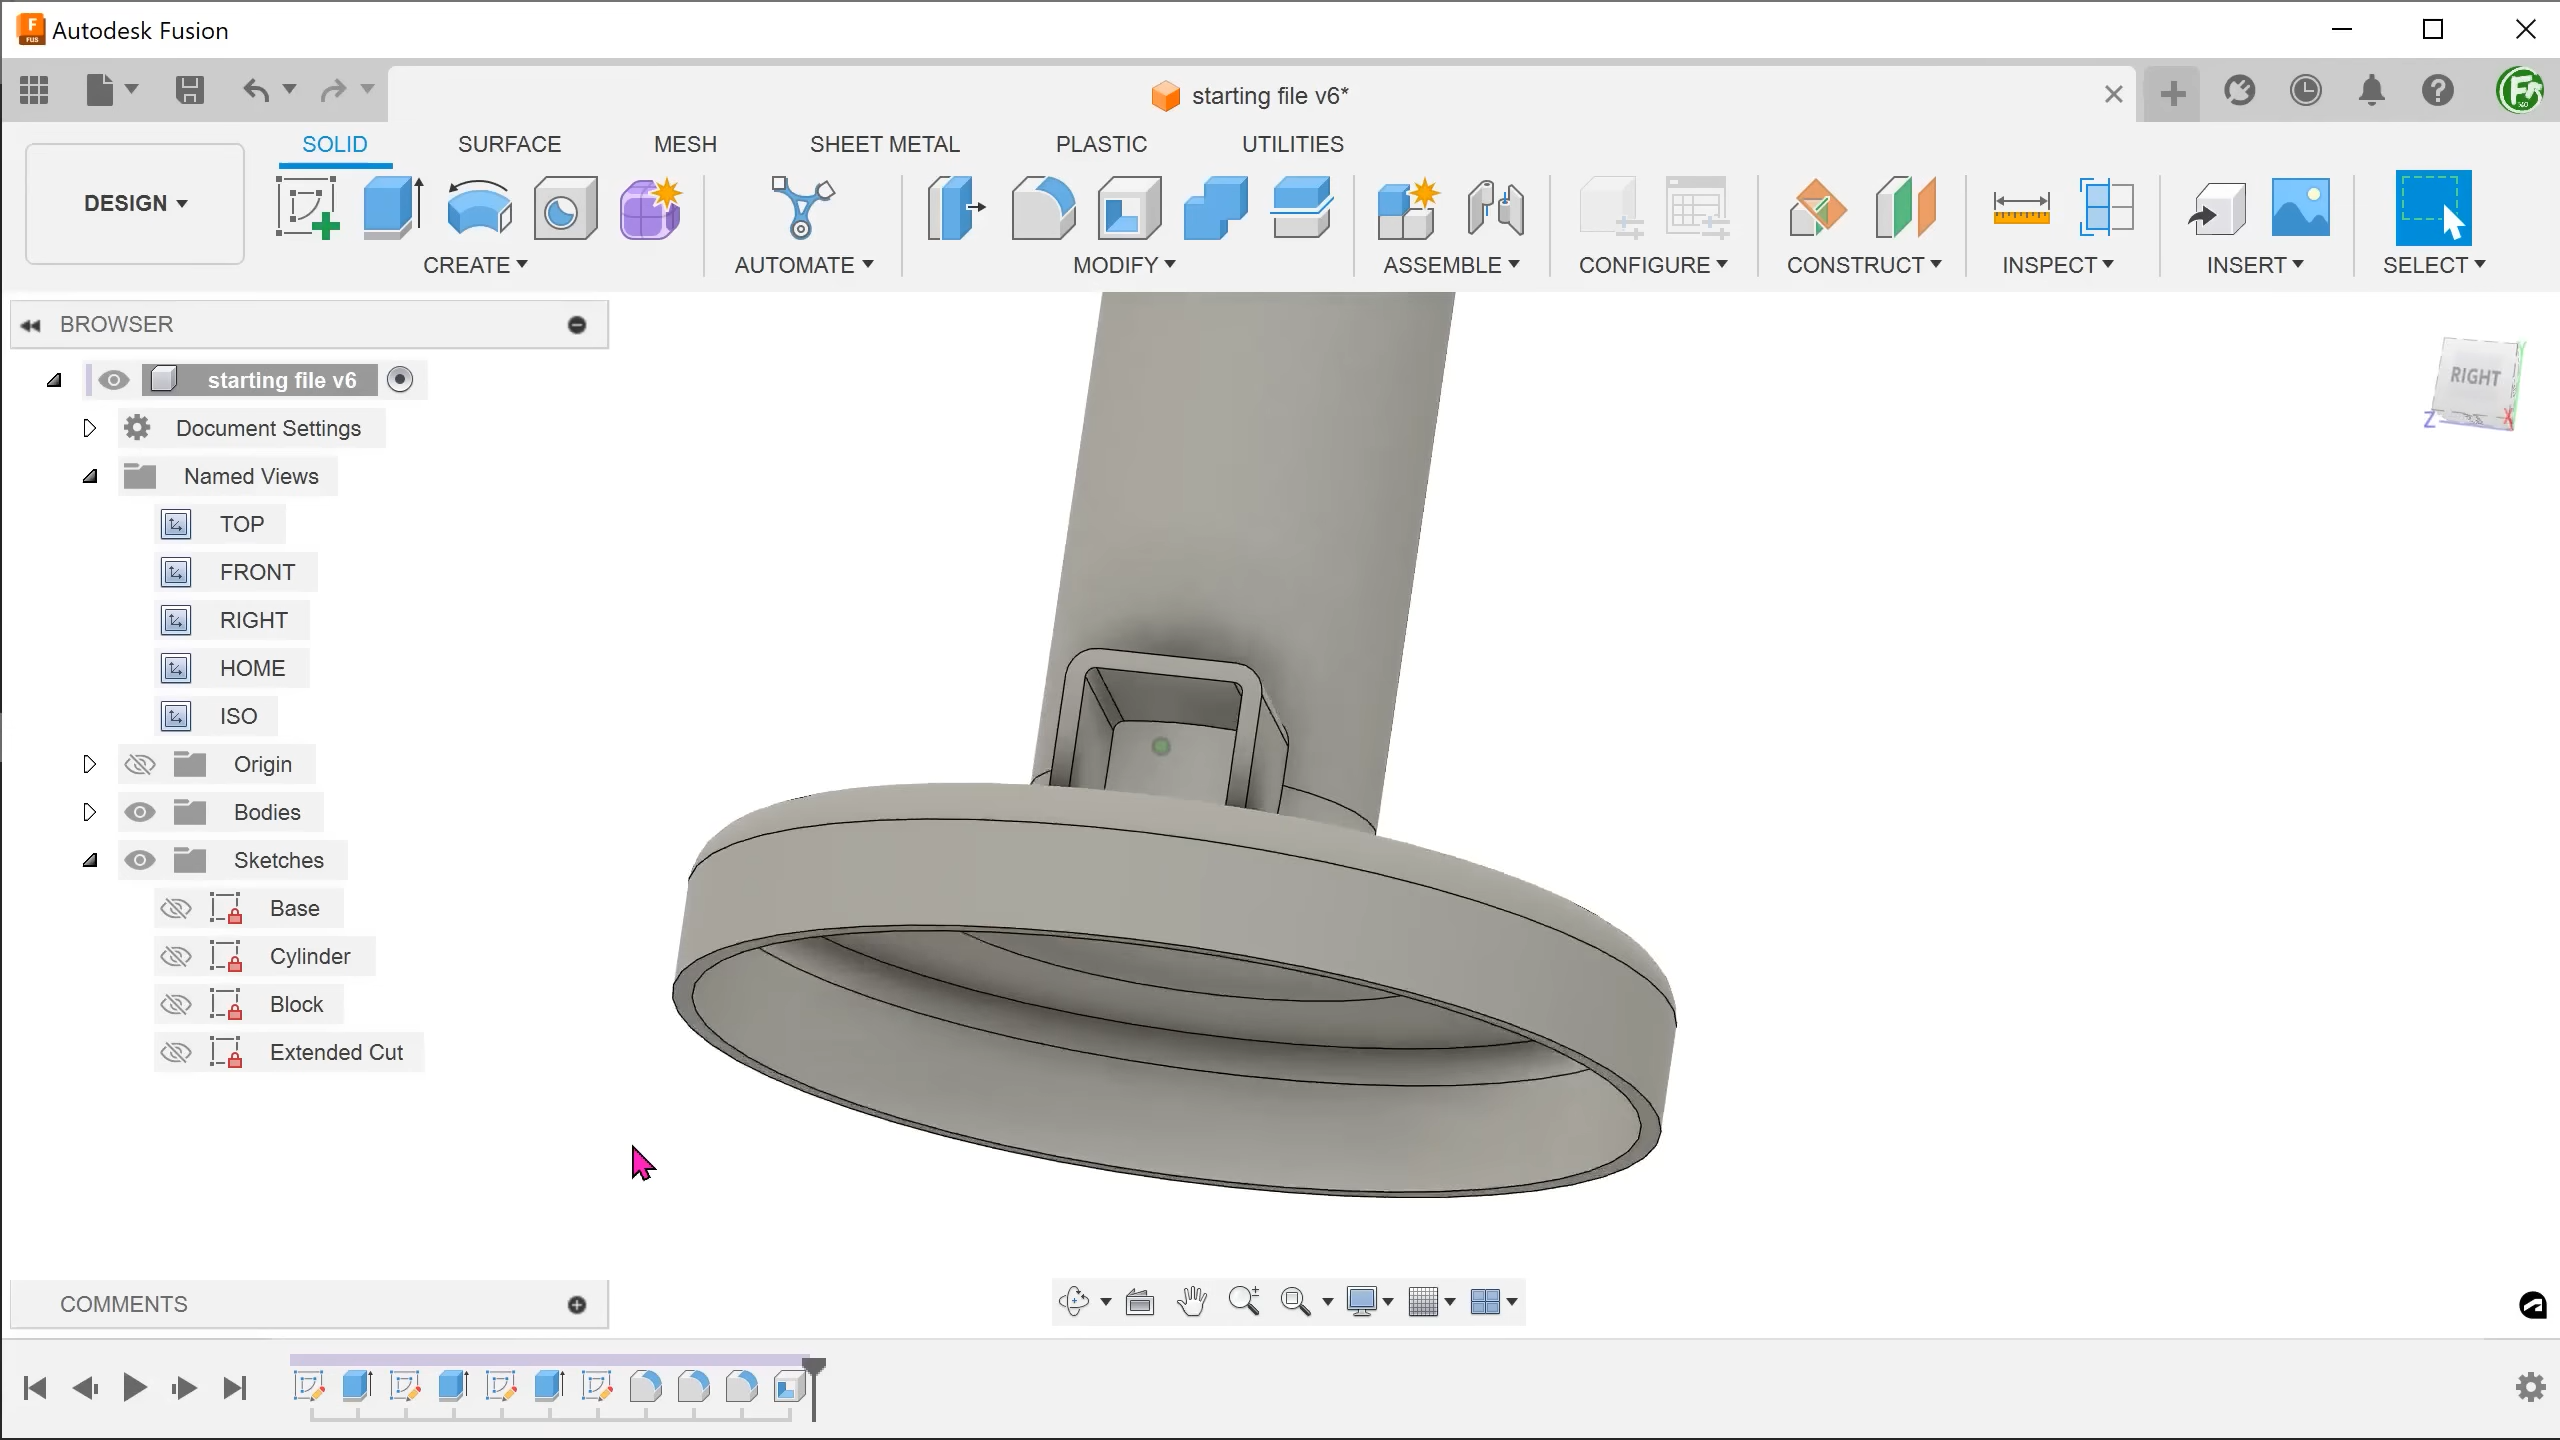 Autodesk Fusion
starting file v6*
SOLID
SURFACE
MESH
SHEET METAL
PLASTIC
UTILITIES
DESIGN
CREATE
AUTOMATE
MODIFY
ASSEMBLE
CONFIGURE
CONSTRUCT
INSPECT
INSERT
SELECT
BROWSER
starting file v6
Document Settings
Named Views
TOP
FRONT
RIGHT
HOME
ISO
Origin
Bodies
Sketches
Base
Cylinder
Block
Extended Cut
RIGHT
Z
X
Y
COMMENTS